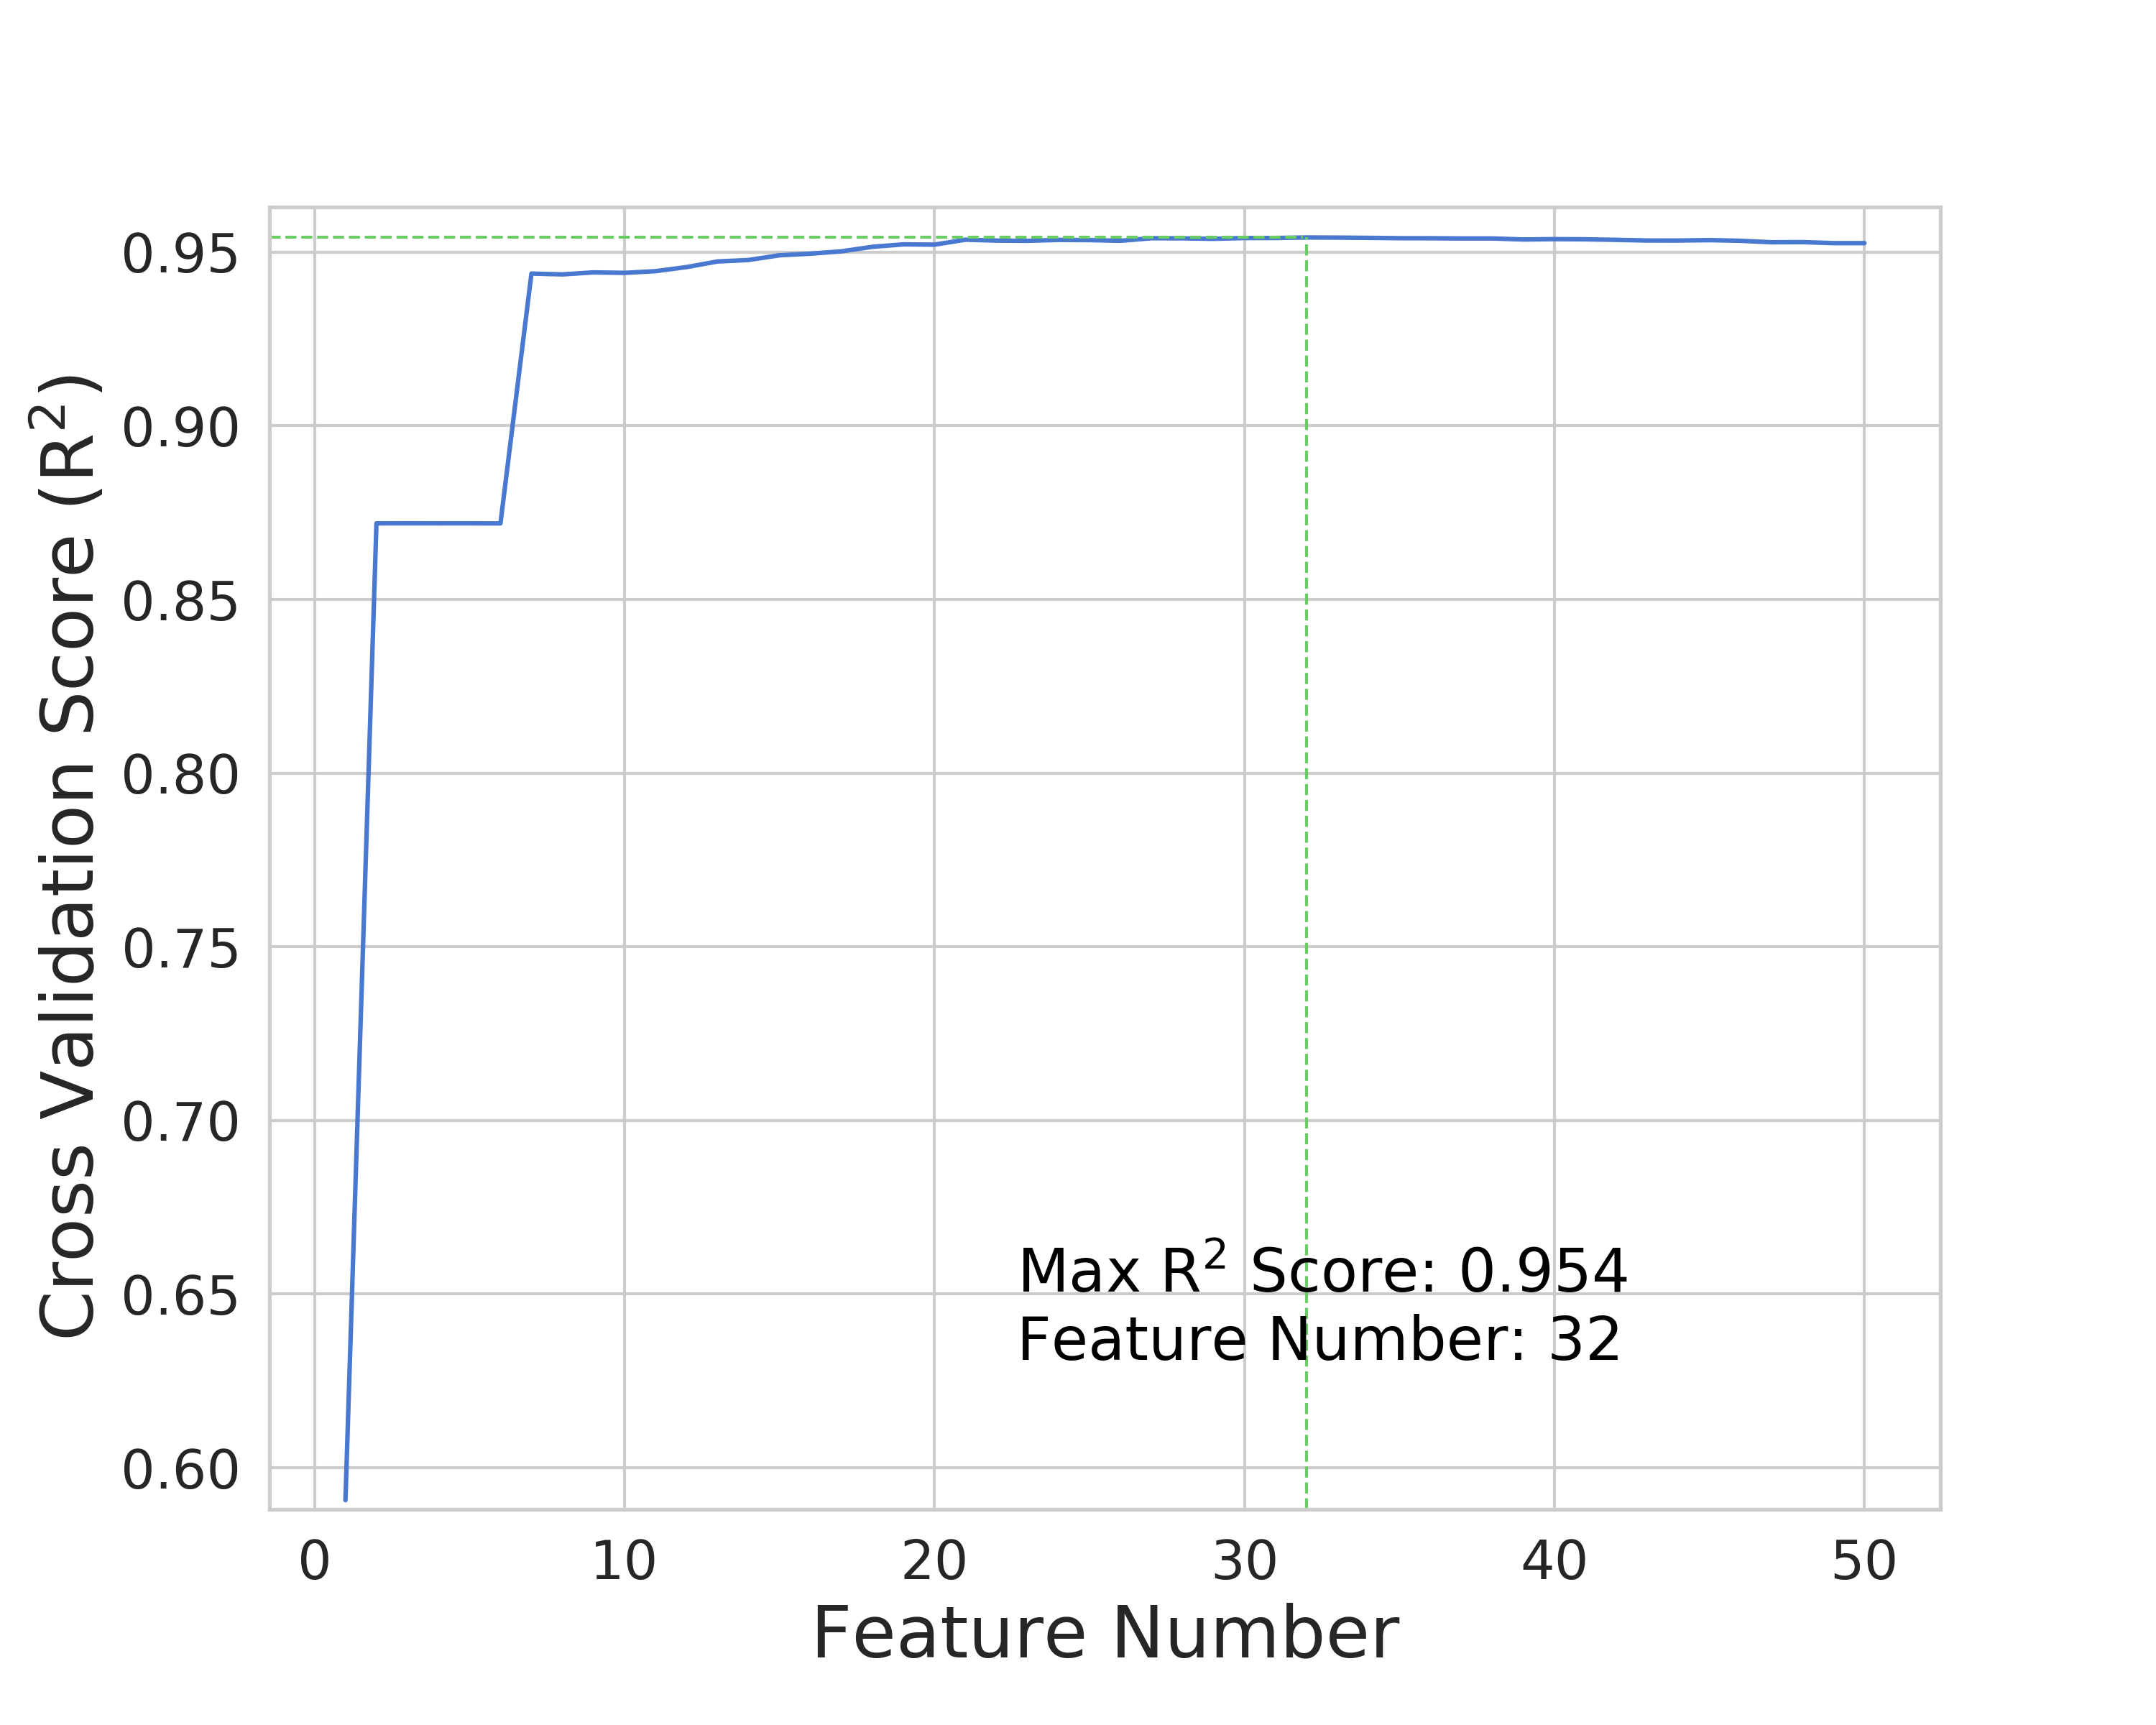 Cross Validation Score (R²)
0.95
0.90
0.85
0.80
0.75
0.70
0.65
0.60
Max R² Score: 0.954
Feature Number: 32
0 10 20 30 40 50
Feature Number